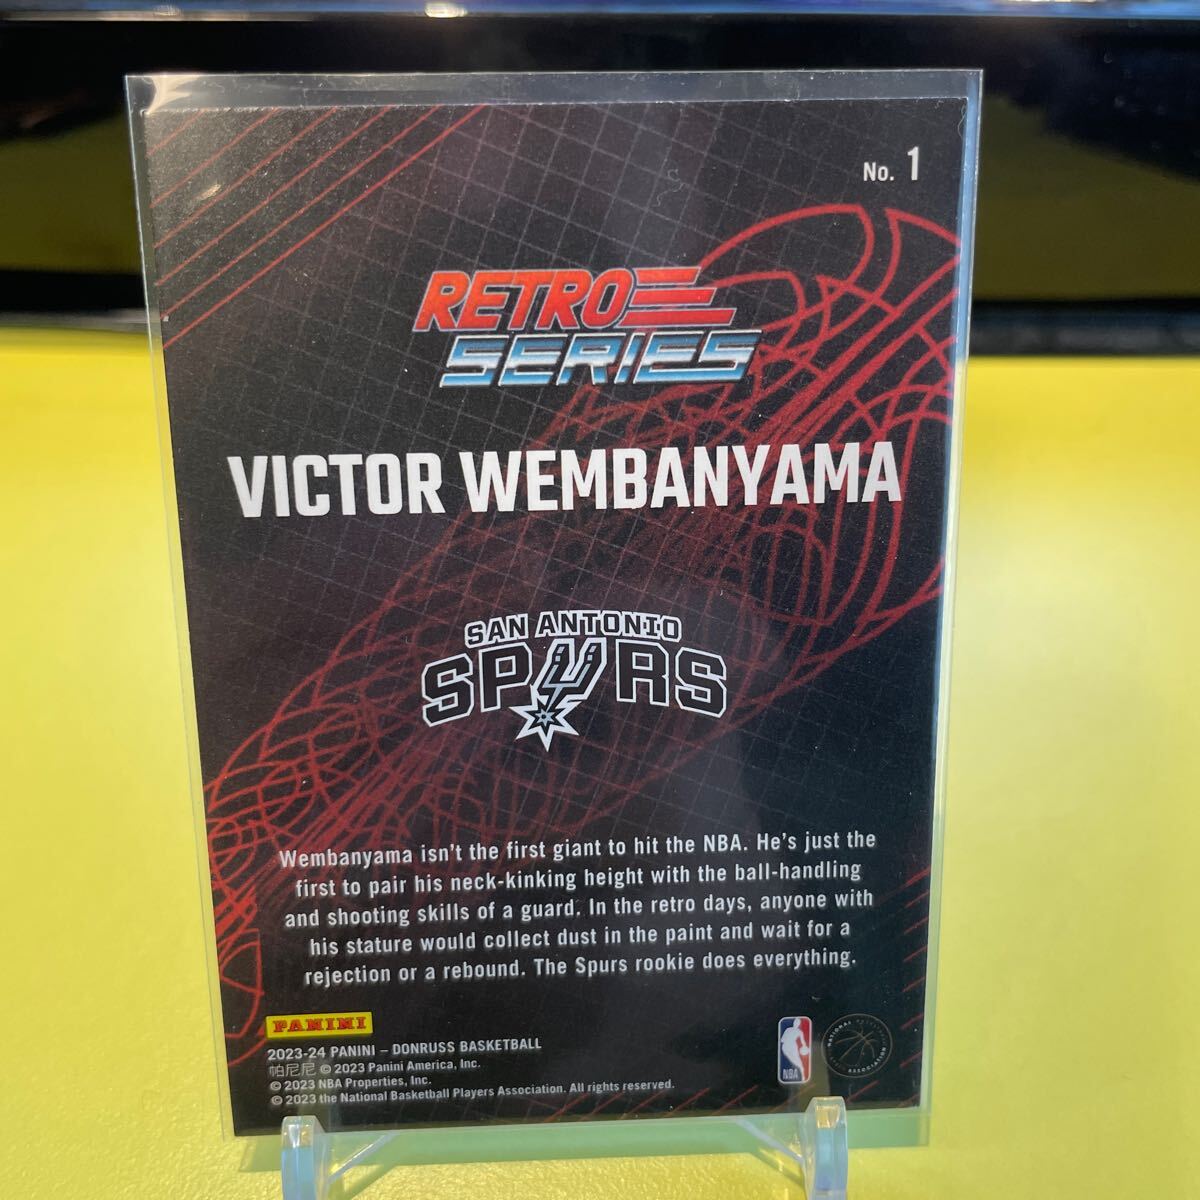 No. 1
RETRO
SERIES
VICTOR WEMBANYAMA
SAN ANTONIO
SPURS
Wembanyama isn't the first giant to hit the NBA. He's just the
first to pair his neck-kinking height with the ball-handling
and shooting skills of a guard. In the retro days, anyone with
his stature would collect dust in the paint and wait for a
rejection or a rebound. The Spurs rookie does everything.
PANINI
2023-24 PANINI – DONRUSS BASKETBALL
帕尼尼 © 2023 Panini America, Inc.
© 2023 NBA Properties, Inc.
© 2023 the National Basketball Players Association. All rights reserved.
NBA
NATIONAL BASKETBALL
ASSOCIATION